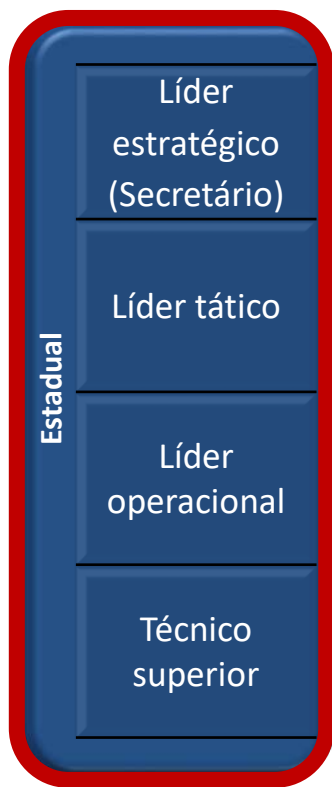 Estadual
Líder
estratégico
(Secretário)
Líder tático
Líder
operacional
Técnico
superior